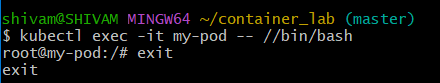 shivam@SHIVAM MINGW64 ~/container_lab (master)
$ kubectl exec -it my-pod -- //bin/bash
root@my-pod:/# exit
exit